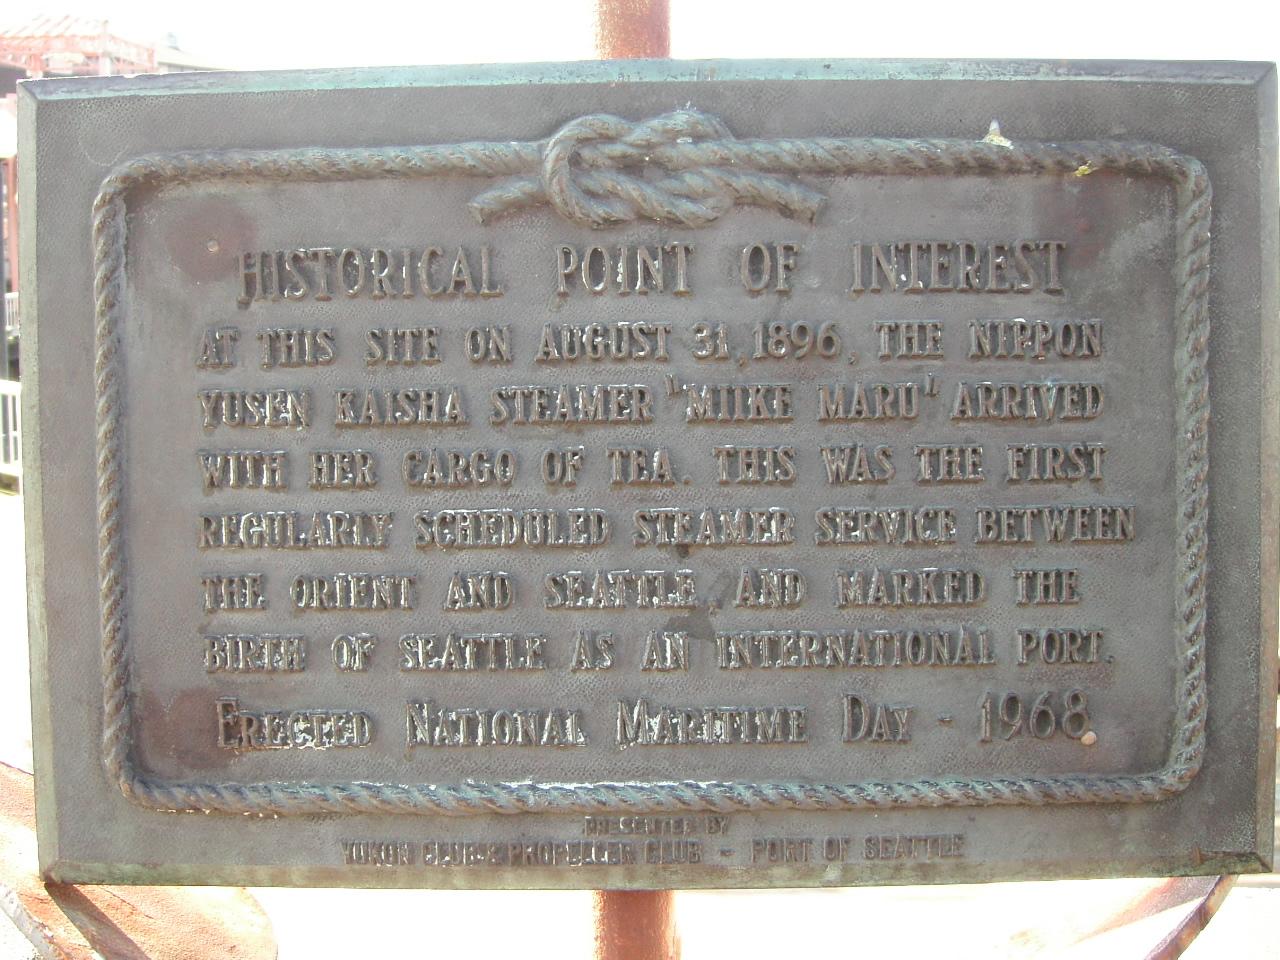 HISTORICAL POINT OF INTEREST
AT THIS SITE ON AUGUST 31, 1896, THE NIPPON
YUSEN KAISHA STEAMER "MIIKE MARU" ARRIVED
WITH HER CARGO OF TEA. THIS WAS THE FIRST
REGULARLY SCHEDULED STEAMER SERVICE BETWEEN
THE ORIENT AND SEATTLE, AND MARKED THE
BIRTH OF SEATTLE AS AN INTERNATIONAL PORT.
ERECTED NATIONAL MARITIME DAY - 1968
PRESENTED BY
YUKON CLUB & PROPELLER CLUB - PORT OF SEATTLE